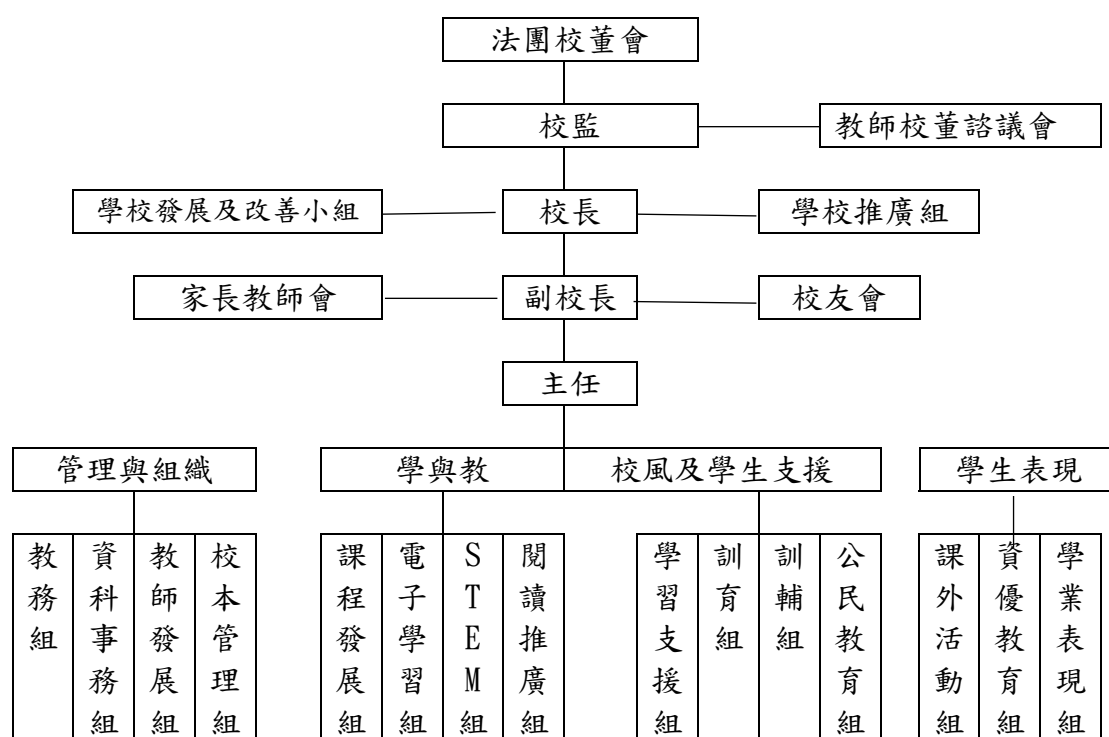 法團校董會
校監
教師校董諮議會
學校發展及改善小組
校長
學校推廣組
家長教師會
副校長
校友會
主任
管理與組織
學與教
校風及學生支援
學生表現
教務組
資科事務組
教師發展組
校本管理組
課程發展組
電子學習組
STEM組
閱讀推廣組
學習支援組
訓育組
訓輔組
公民教育組
課外活動組
資優教育組
學業表現組